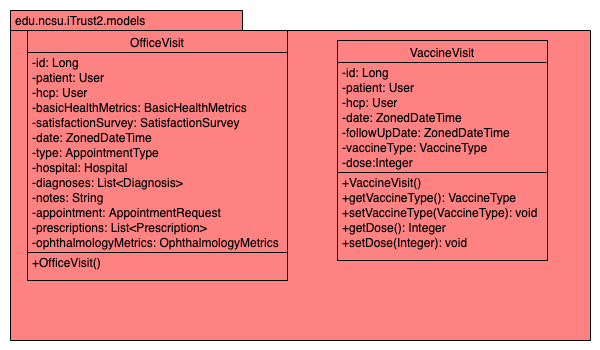 edu.ncsu.iTrust2.models
OfficeVisit
-id: Long
-patient: User
-hcp: User
-basicHealthMetrics: BasicHealthMetrics
-satisfactionSurvey: SatisfactionSurvey
-date: ZonedDateTime
-type: AppointmentType
-hospital: Hospital
-diagnoses: List<Diagnosis>
-notes: String
-appointment: AppointmentRequest
-prescriptions: List<Prescription>
-ophthalmologyMetrics: OphthalmologyMetrics
+OfficeVisit()
VaccineVisit
-id: Long
-patient: User
-hcp: User
-date: ZonedDateTime
-followUpDate: ZonedDateTime
-vaccineType: VaccineType
-dose:Integer
+VaccineVisit()
+getVaccineType(): VaccineType
+setVaccineType(VaccineType): void
+getDose(): Integer
+setDose(Integer): void